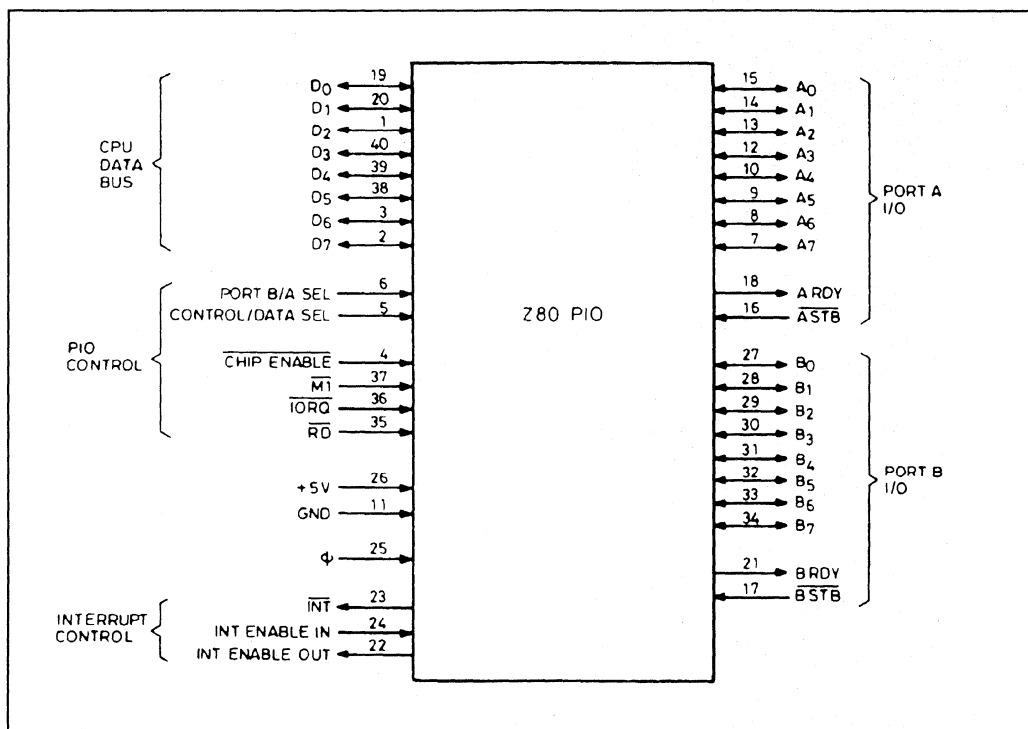 D0 19
D1 20
D2 1
D3 40
D4 39
D5 38
D6 3
D7 2
CPU
DATA
BUS
PORT B/A SEL 6
CONTROL/DATA SEL 5
CHIP ENABLE 4
M1 37
IORQ 36
RD 35
PIO
CONTROL
+5V 26
GND 11
Φ 25
INT 23
INT ENABLE IN 24
INT ENABLE OUT 22
INTERRUPT
CONTROL
Z80 PIO
15 A0
14 A1
13 A2
12 A3
10 A4
9 A5
8 A6
7 A7
18 ARDY
16 ASTB
PORT A
I/O
27 B0
28 B1
29 B2
30 B3
31 B4
32 B5
33 B6
34 B7
21 BRDY
17 BSTB
PORT B
I/O